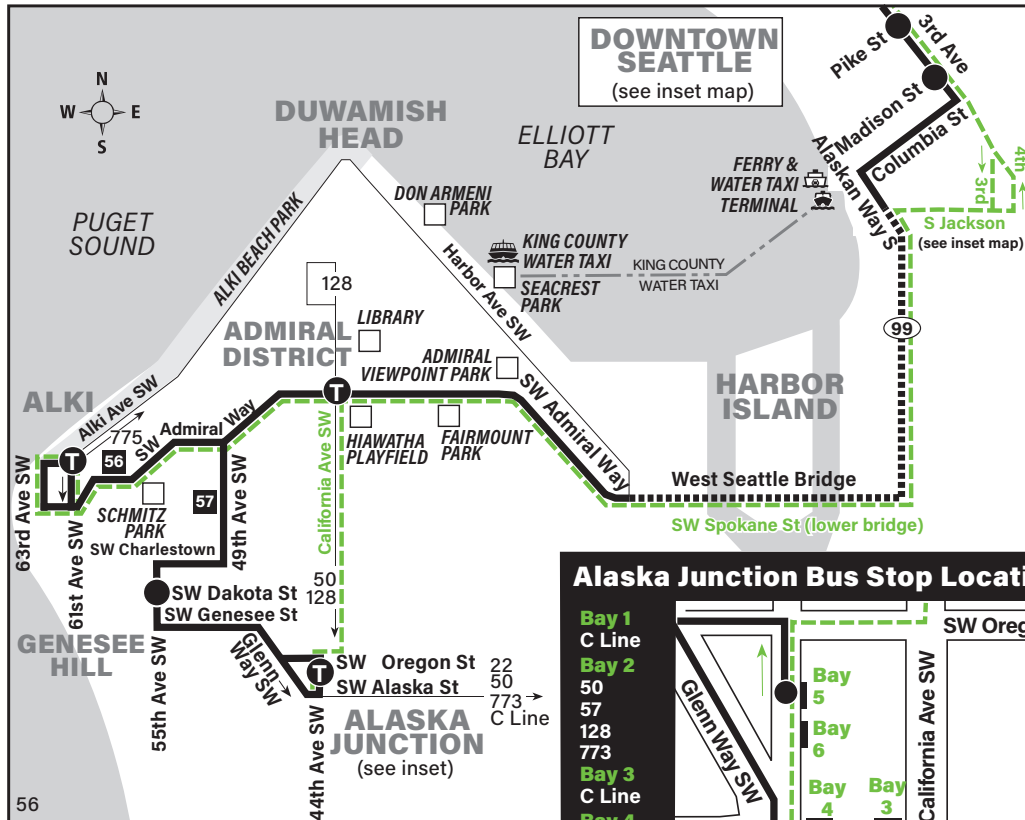 DOWNTOWN
SEATTLE
(see inset map)
Pike St
3rd Ave
Madison St
Columbia St
Alaskan Way S
4th
3rd
S Jackson
(see inset map)
N
W
E
S
DUWAMISH
HEAD
ELLIOTT
BAY
PUGET
SOUND
ALKI BEACH PARK
DON ARMENI
PARK
FERRY &
WATER TAXI
TERMINAL
KING COUNTY
WATER TAXI
SEACREST
PARK
KING COUNTY
WATER TAXI
Harbor Ave SW
128
LIBRARY
ADMIRAL
DISTRICT
ADMIRAL
VIEWPOINT PARK
99
HARBOR
ISLAND
ALKI
Alki Ave SW
775
T
T
56
SW Admiral Way
SW Admiral Way
HIAWATHA
PLAYFIELD
FAIRMOUNT
PARK
California Ave SW
West Seattle Bridge
SW Spokane St (lower bridge)
63rd Ave SW
61st Ave SW
SCHMITZ
PARK
57
49th Ave SW
SW Charlestown
SW Dakota St
SW Genesee St
50
128
GENESEE
HILL
55th Ave SW
Glenn
Way SW
T
SW Oregon St
SW Alaska St
22
50
773
C Line
44th Ave SW
ALASKA
JUNCTION
(see inset)
56
Alaska Junction Bus Stop Locati
Bay 1
C Line
Bay 2
50
57
128
773
Bay 3
C Line
Bay 4
Glenn Way SW
Bay
5
Bay
6
Bay
4
Bay
3
California Ave SW
SW Oreg